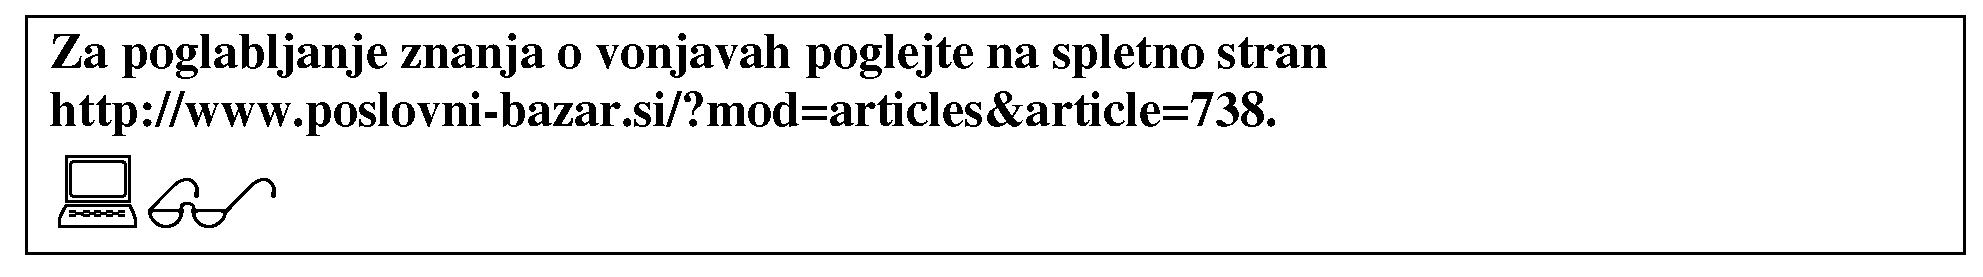 Za poglabljanje znanja o vonjavah poglejte na spletno stran
http://www.poslovni-bazar.si/?mod=articles&article=738.